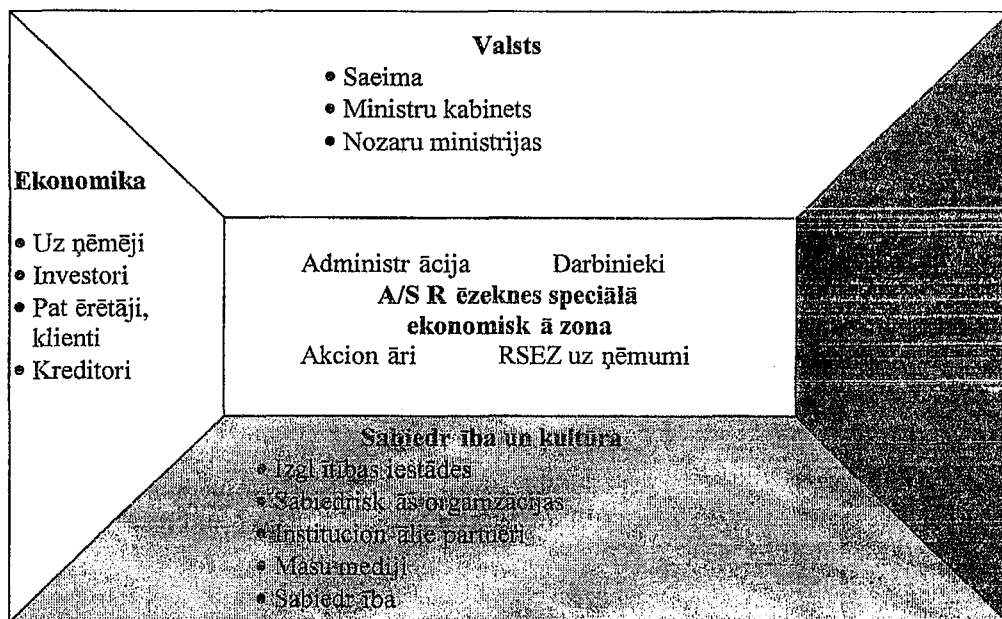 Valsts
• Saeima
• Ministru kabinets
• Nozaru ministrijas
Ekonomika
• Uz ņēmēji
• Investori
• Pat ērētāji,
klienti
• Kreditori
Administr ācija Darbinieki
A/S R ēzeknes speciālā
ekonomisk ā zona
Akcion āri RSEZ uz ņēmumi
Sabiedr ība un kultūra
• Izgl ītības iestādes
• Sabiedrisk ās organizācijas
• Institucion ālie partneri
• Masu mediji
• Sabiedr ība